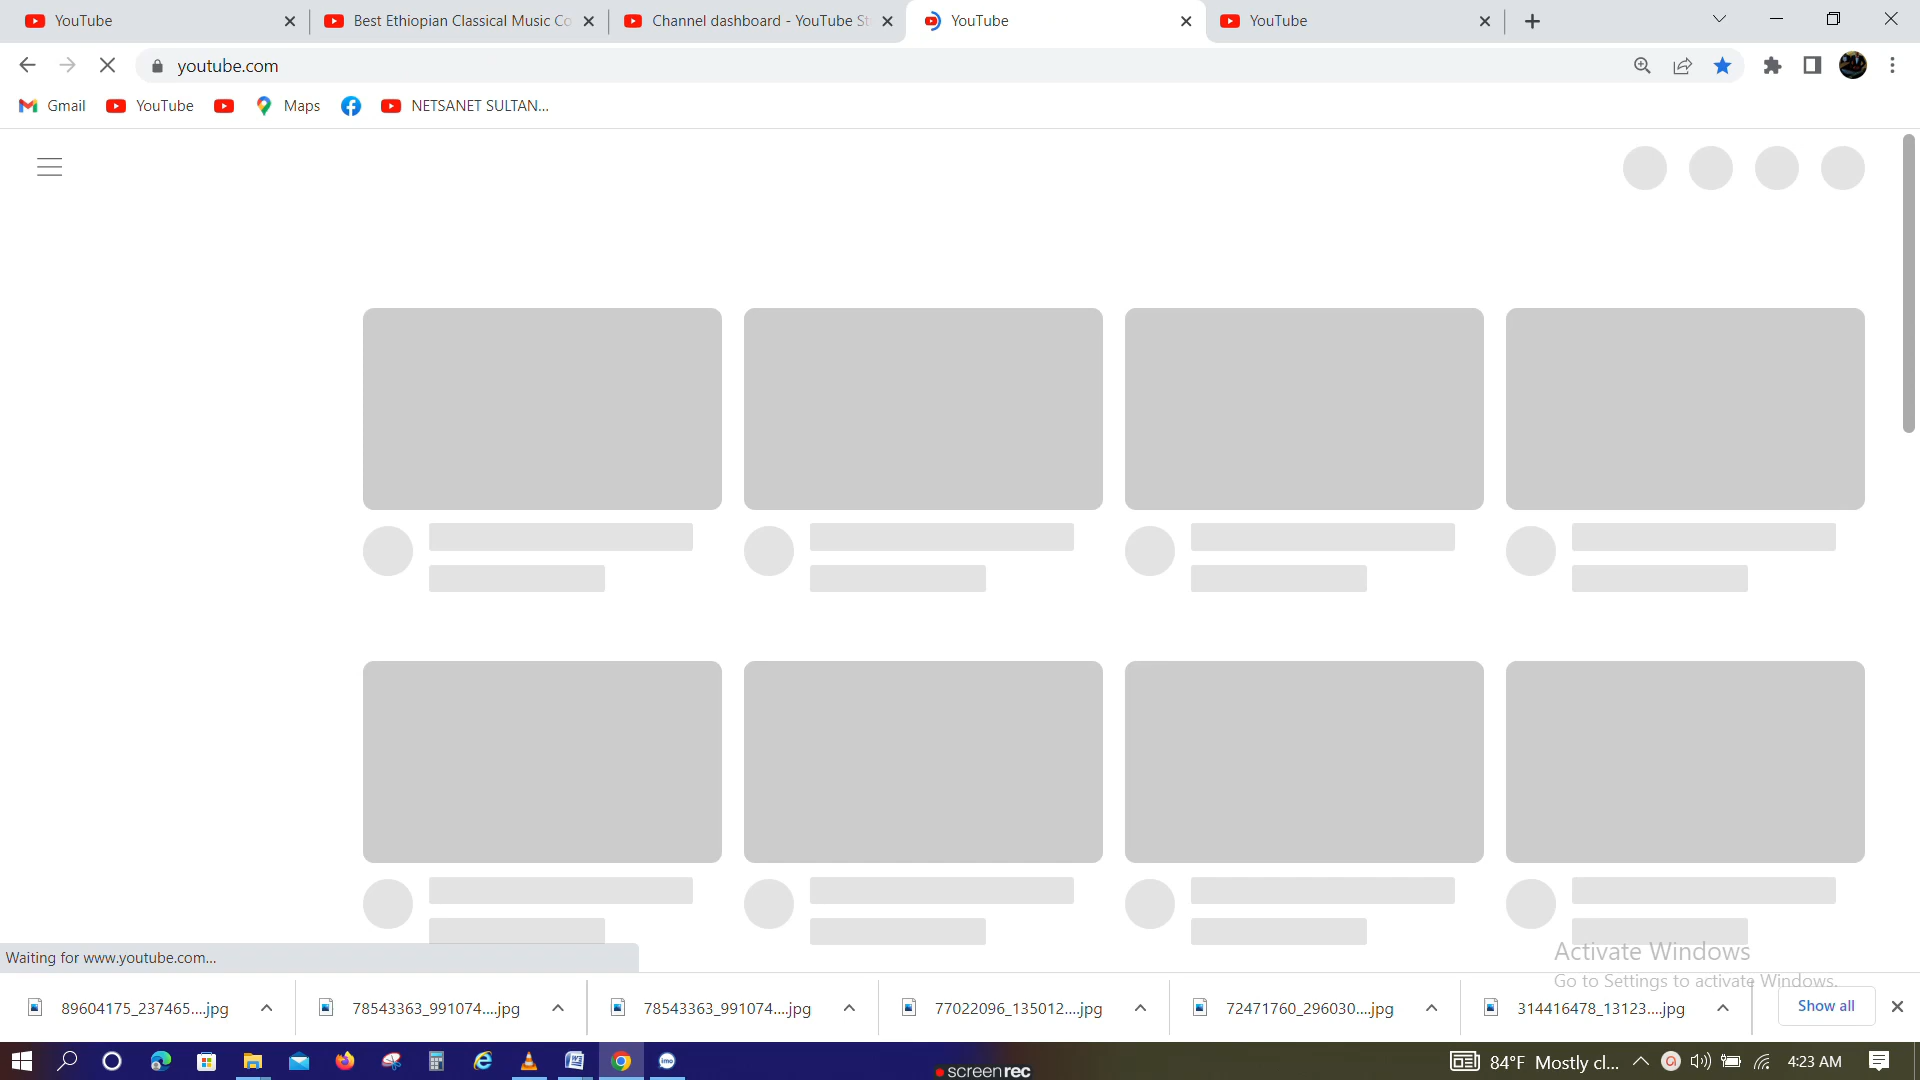 YouTube
Best Ethiopian Classical Music Co
Channel dashboard - YouTube St
YouTube
YouTube
youtube.com
Gmail
YouTube
Maps
NETSANET SULTAN...
Waiting for www.youtube.com...
Activate Windows
Go to Settings to activate Windows.
89604175_237465....jpg
78543363_991074....jpg
78543363_991074....jpg
77022096_135012....jpg
72471760_296030....jpg
314416478_13123....jpg
Show all
imo
screenrec
84°F Mostly cl...
4:23 AM